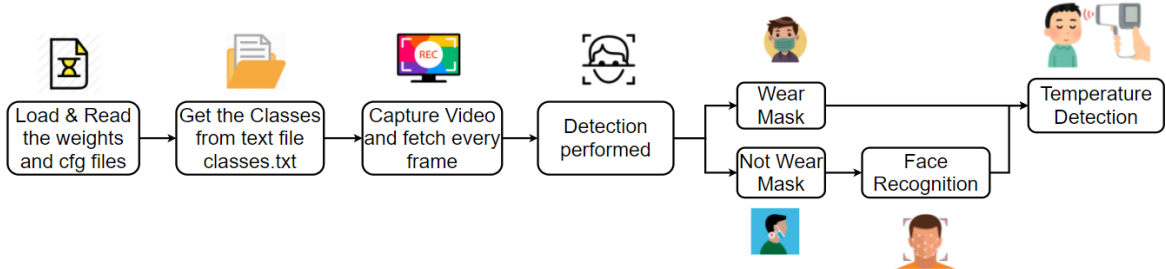 REC
Load & Read
the weights
and cfg files
Get the Classes
from text file
classes.txt
Capture Video
and fetch every
frame
Detection
performed
Wear
Mask
Not Wear
Mask
Face
Recognition
Temperature
Detection